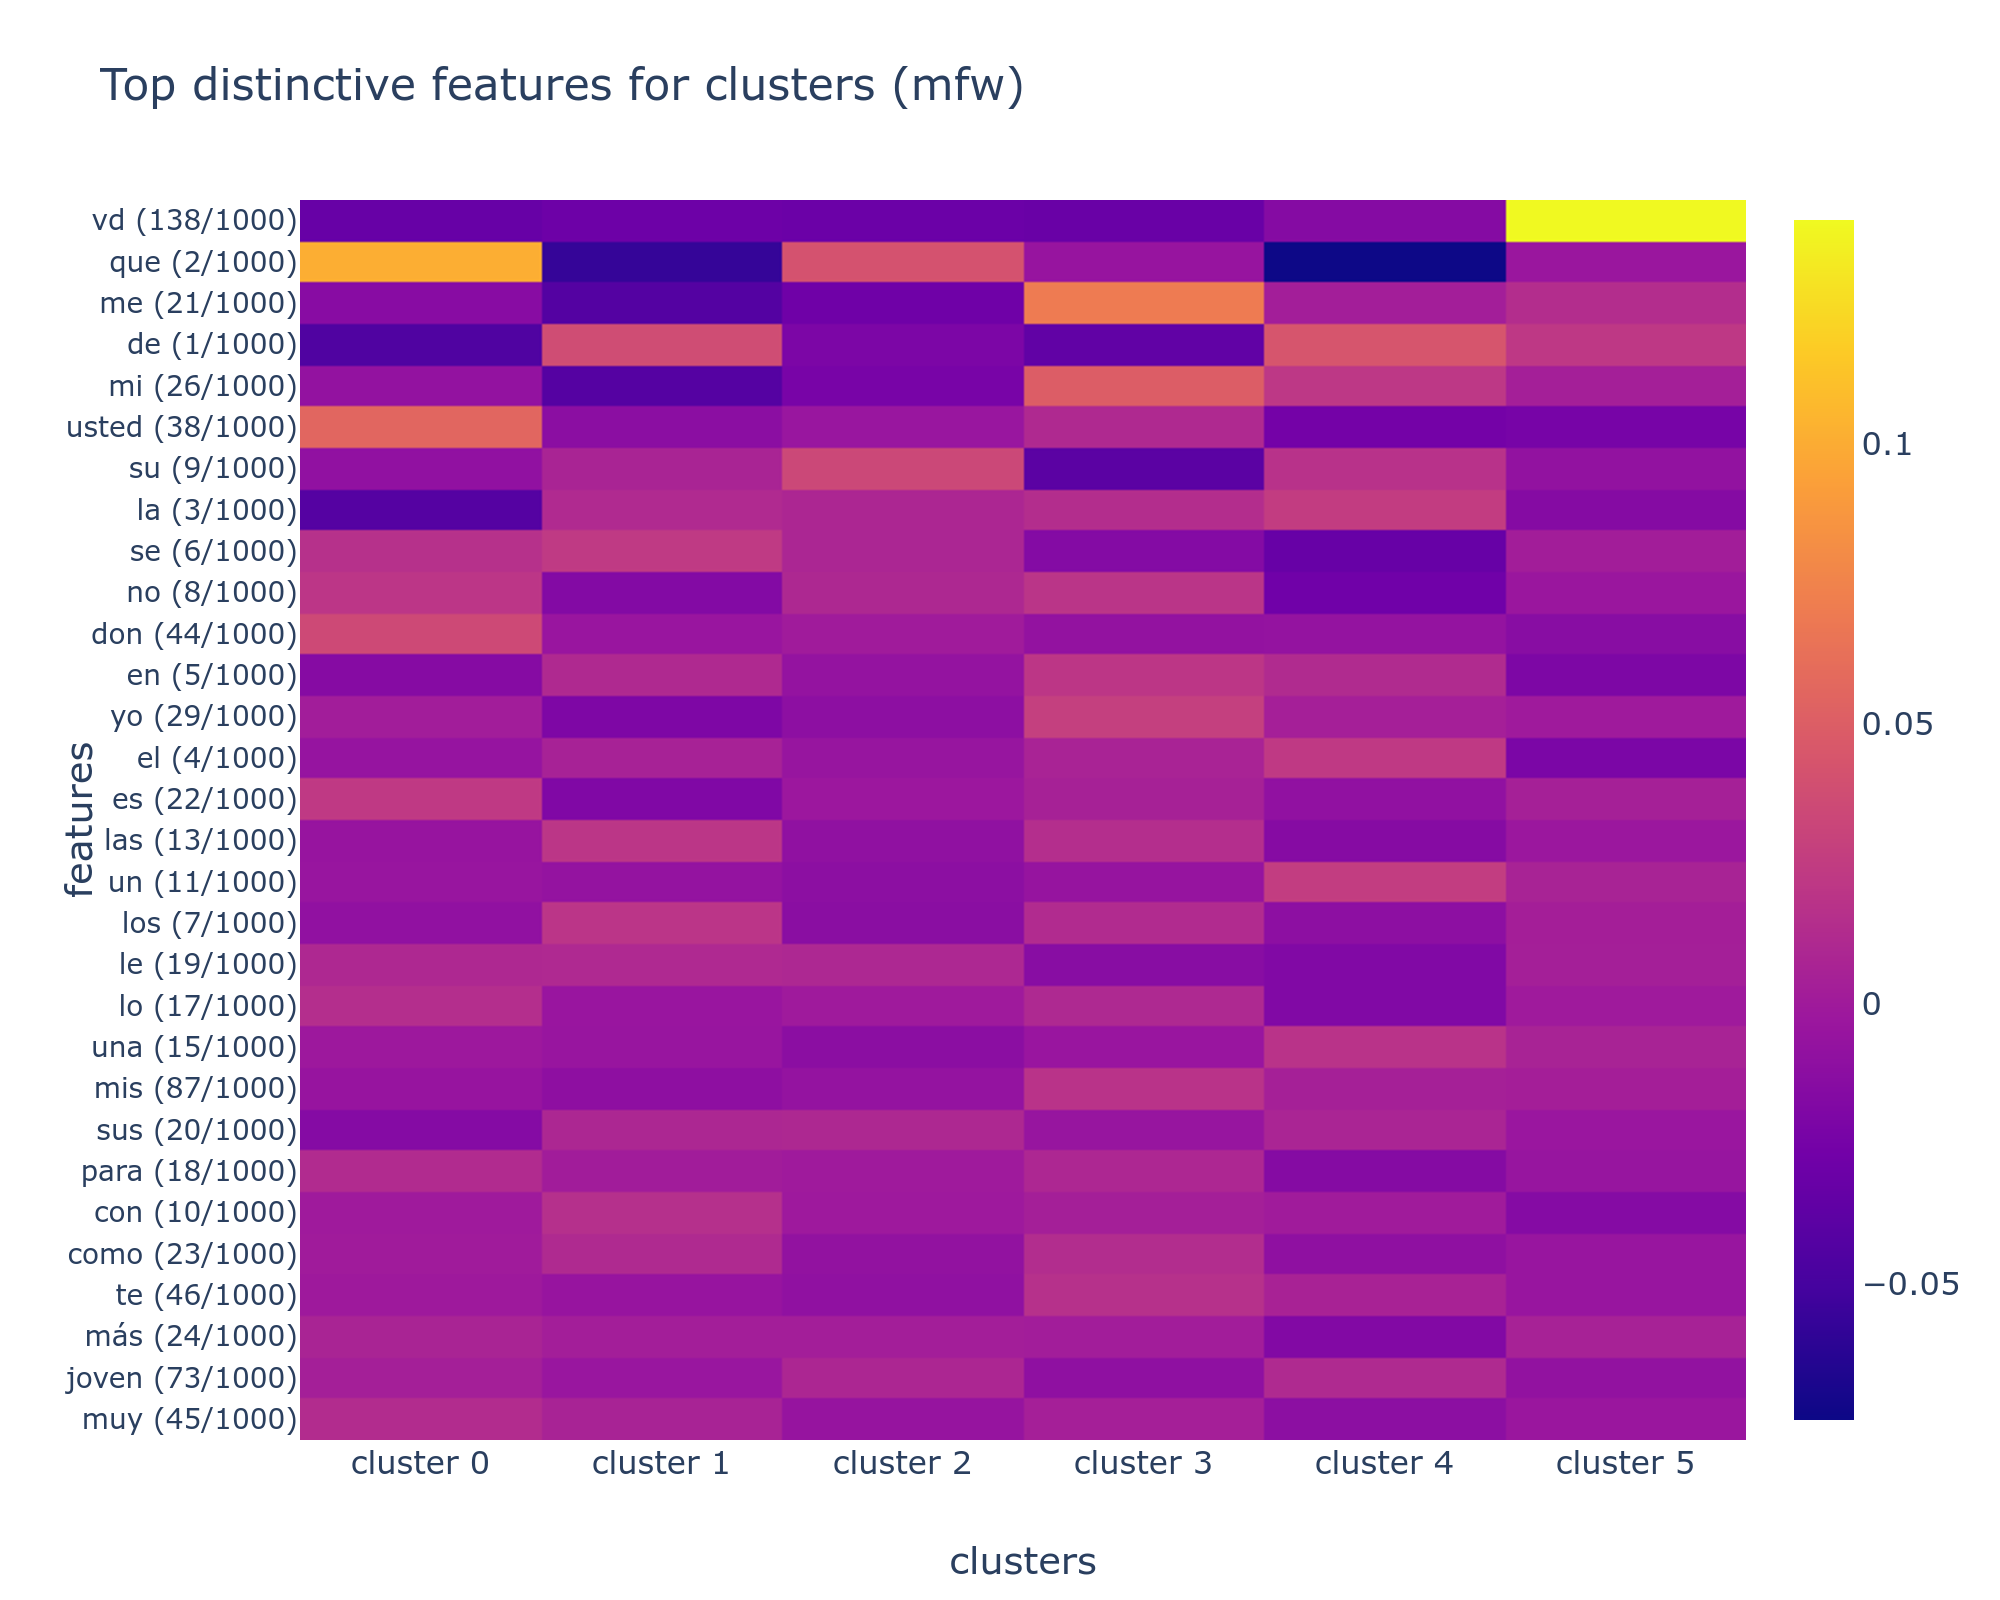 Top distinctive features for clusters (mfw)
vd (138/1000)
que (2/1000)
me (21/1000)
de (1/1000)
mi (26/1000)
usted (38/1000)
su (9/1000)
la (3/1000)
se (6/1000)
no (8/1000)
don (44/1000)
en (5/1000)
yo (29/1000)
el (4/1000)
es (22/1000)
las (13/1000)
un (11/1000)
los (7/1000)
le (19/1000)
lo (17/1000)
una (15/1000)
mis (87/1000)
sus (20/1000)
para (18/1000)
con (10/1000)
como (23/1000)
te (46/1000)
más (24/1000)
joven (73/1000)
muy (45/1000)
features
cluster 0 cluster 1 cluster 2 cluster 3 cluster 4 cluster 5
clusters
0.1
0.05
0
−0.05